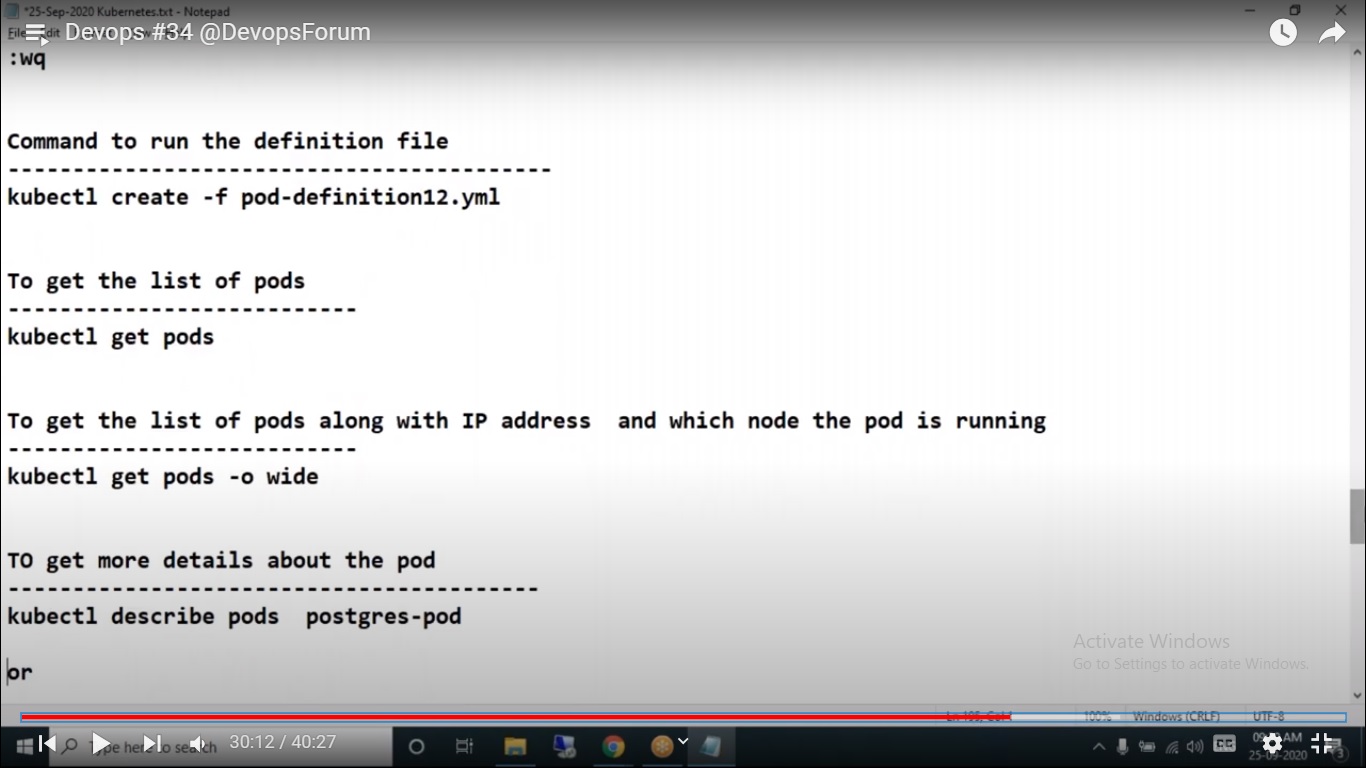 *25-Sep-2020 Kubernetes.txt - Notepad
Devops #34 @DevopsForum
:wq
Command to run the definition file
------------------------------------------
kubectl create -f pod-definition12.yml
To get the list of pods
---------------------------
kubectl get pods
To get the list of pods along with IP address  and which node the pod is running
---------------------------
kubectl get pods -o wide
TO get more details about the pod
-----------------------------------------
kubectl describe pods  postgres-pod
or
Activate Windows
Go to Settings to activate Windows.
100% Windows (CRLF) UTF-8
Type here to search
30:12 / 40:27
CC
AM
25-09-2020
3